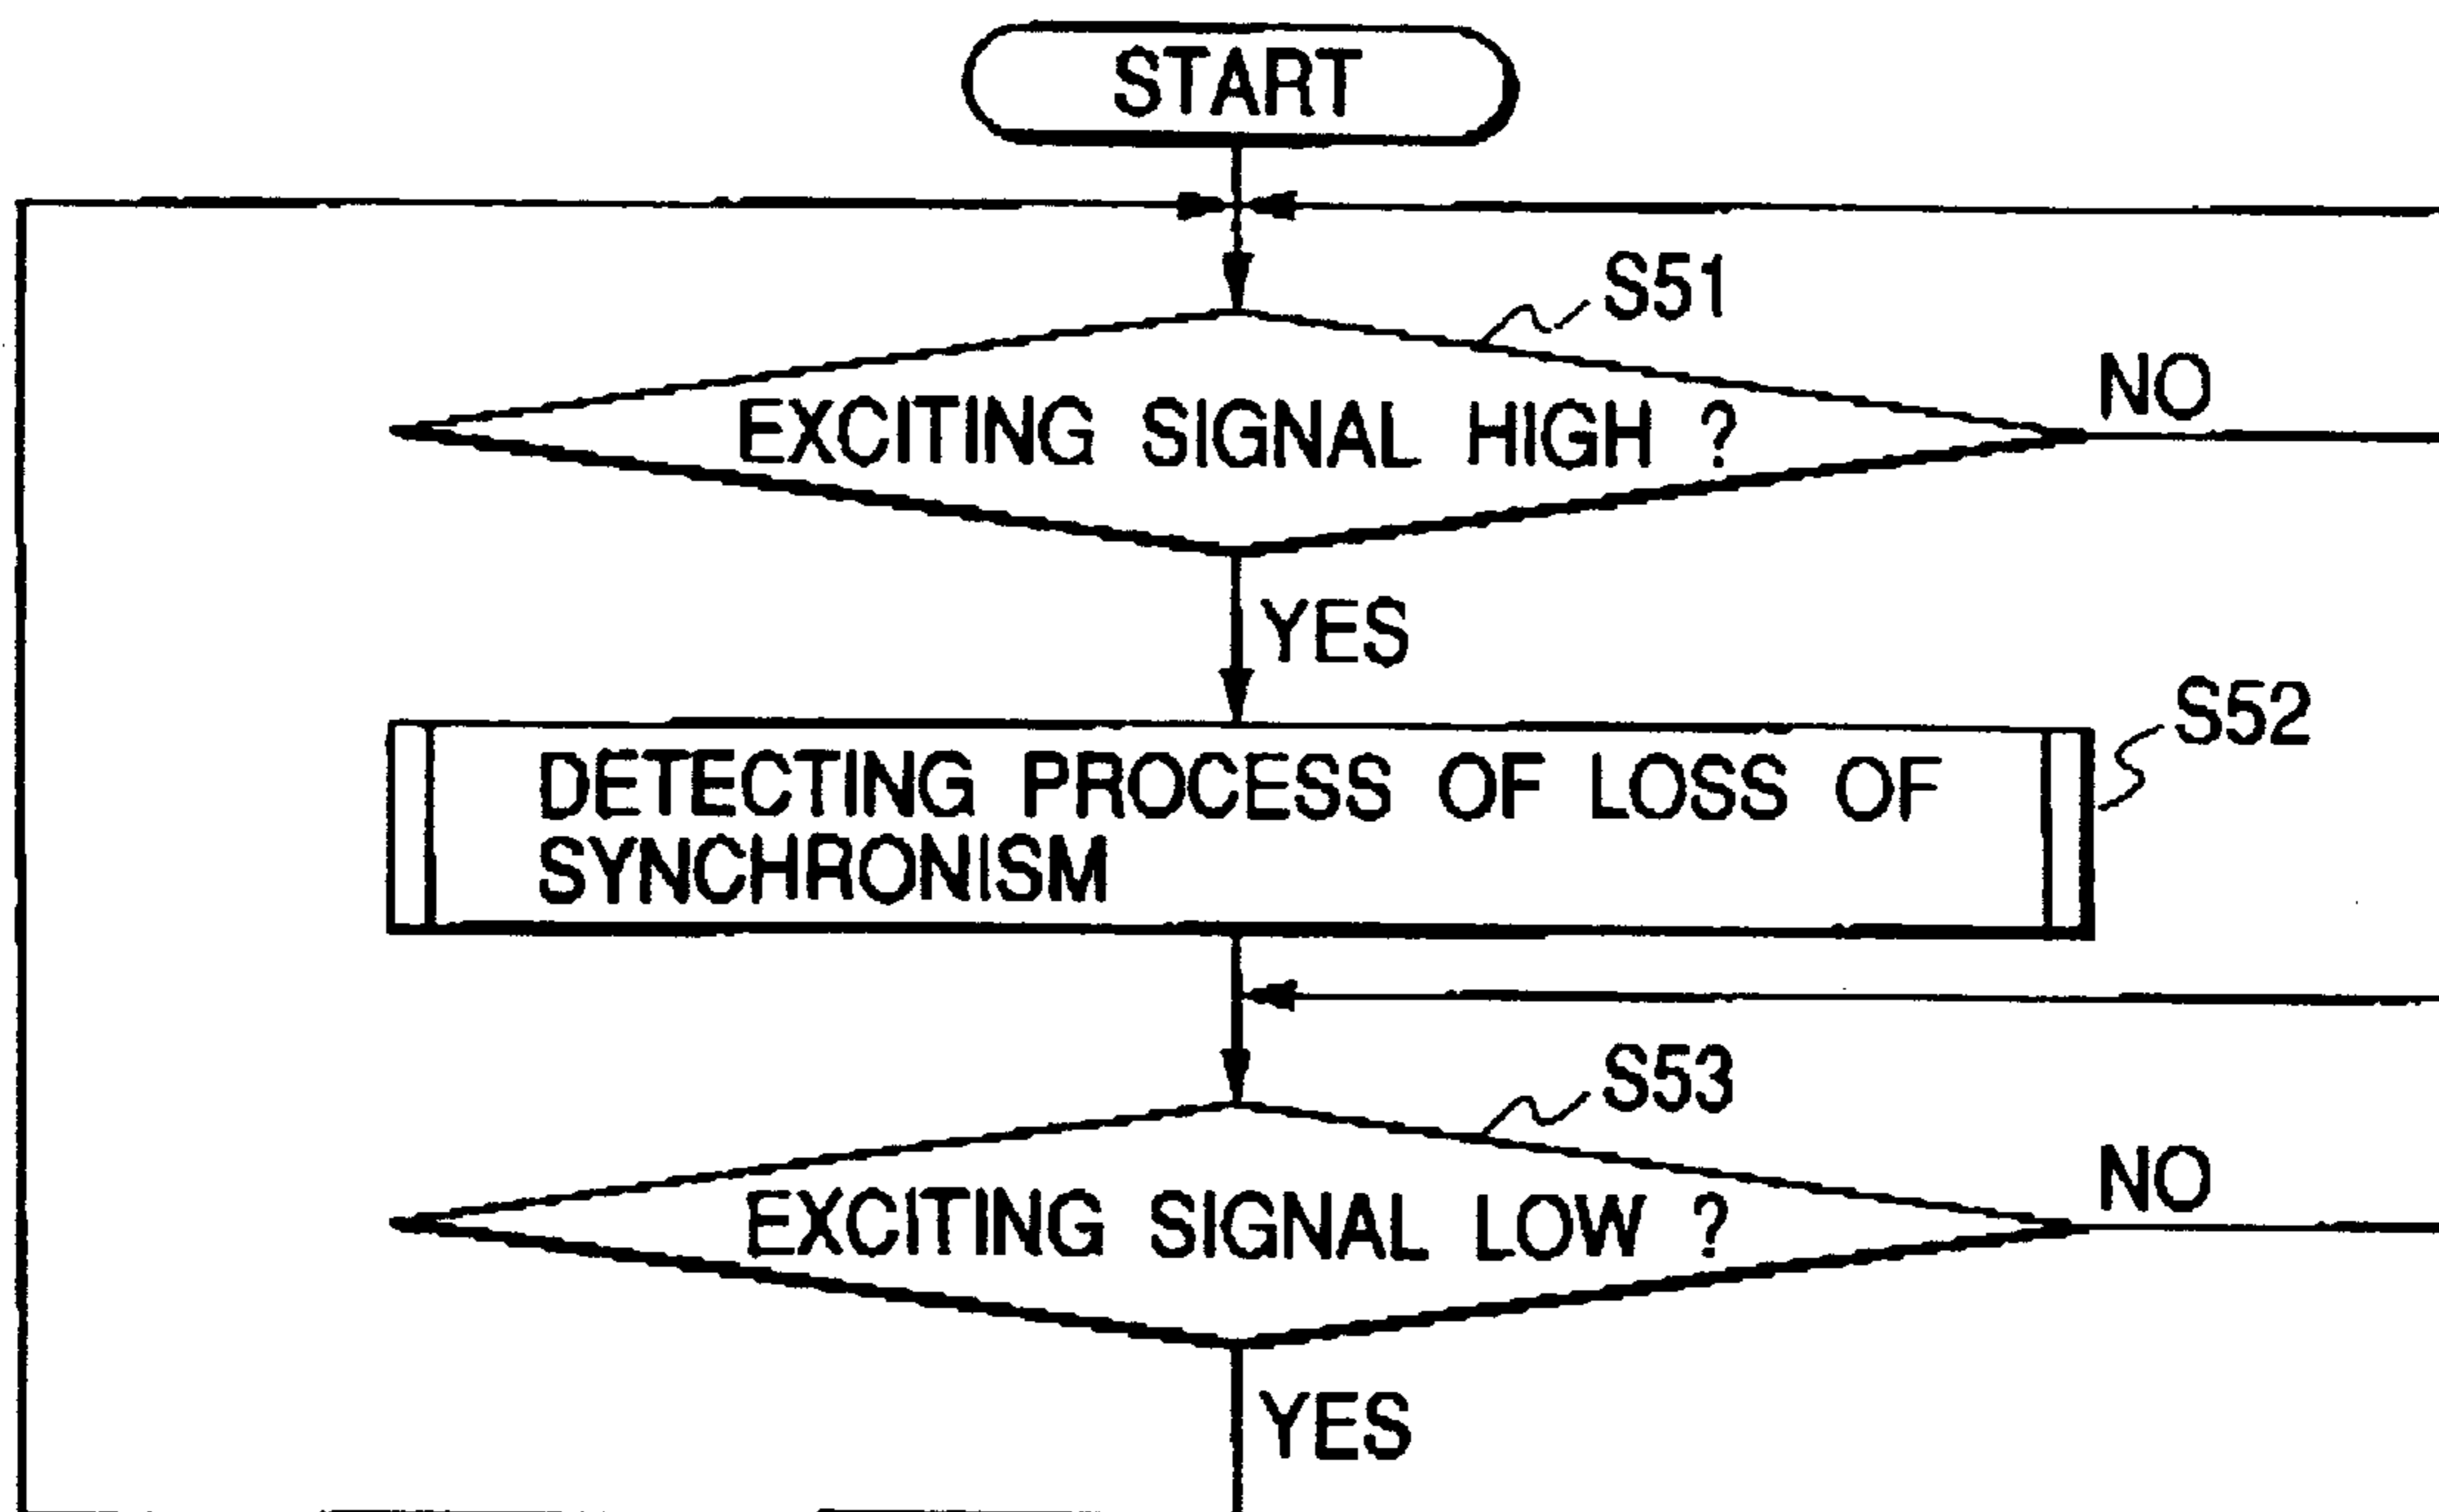 START
S51
EXCITING SIGNAL HIGH ?
NO
YES
S52
DETECTING PROCESS OF LOSS OF
SYNCHRONISM
S53
EXCITING SIGNAL LOW ?
NO
YES